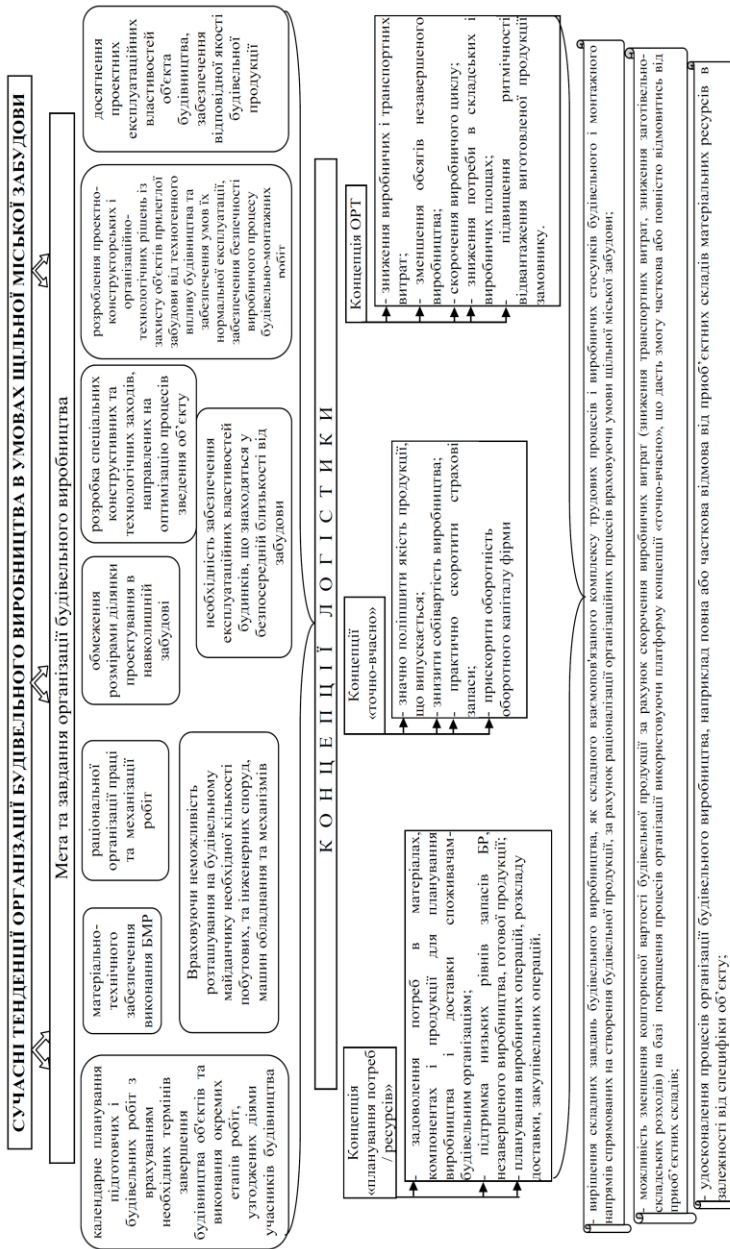 СУЧАСНІ ТЕНДЕНЦІЇ ОРГАНІЗАЦІЇ БУДІВЕЛЬНОГО ВИРОБНИЦТВА В УМОВАХ ЩІЛЬНОЇ МІСЬКОЇ ЗАБУДОВИ
Мета та завдання організації будівельного виробництва
календарне планування
підготовчих і
будівельних робіт з
врахуванням
необхідних термінів
завершення
будівництва об'єктів та
виконання окремих
етапів робіт,
узгоджених діями
учасників будівництва
матеріально-
технічного
забезпечення
виконання БМР
раціональної
організації праці
та механізації
робіт
Враховуючи неможливість
розташування на будівельному
майданчику необхідної кількості
побутових, та інженерних споруд,
машин обладнання та механізмів
обмеження
розмірами ділянки
проектування в
навколишній
забудові
розробка спеціальних
конструктивних та
технологічних заходів,
направлених на
оптимізацію процесів
зведення об'єкту
необхідність забезпечення
експлуатаційних властивостей
будинків, що знаходяться у
безпосередній близькості від
забудови
розроблення проектно-
конструкторських і
організаційно-
технологічних рішень із
захисту об'єктів прилеглої
забудови від техногенного
впливу будівництва та
забезпечення умов їх
нормальної експлуатації,
забезпечення безпечності
виробничого процесу
будівельно-монтажних
робіт
досягнення
проектних
експлуатаційних
властивостей
об'єкта
будівництва,
забезпечення
відповідної якості
будівельної
продукції
КОНЦЕПЦІЇ ЛОГІСТИКИ
Концепція
«планування потреб
/ ресурсів»
- задоволення потреб в матеріалах,
компонентах і продукції для планування
виробництва і доставки споживачам-
будівельним організаціям;
- підтримка низьких рівнів запасів БР,
незавершеного виробництва, готової продукції;
- планування виробничих операцій, розкладу
доставки, закупівельних операцій.
Концепції
«точно-вчасно»
- значно поліпшити якість продукції,
що випускається;
- знизити собівартість виробництва;
- практично скоротити страхові
запаси;
- прискорити оборотність
оборотного капіталу фірми
Концепція ОРТ
- зниження виробничих і транспортних
витрат;
- зменшення обсягів незавершеного
виробництва;
- скорочення виробничого циклу;
- зниження потреби в складських і
виробничих площах;
- підвищення ритмічності
відвантаження виготовленої продукції
замовнику.
- вирішення складних завдань будівельного виробництва, як складного взаємопов'язаного комплексу трудових процесів і виробничих стосунків будівельного і монтажного
напрямів спрямованих на створення будівельної продукції, за рахунок раціоналізації організаційних процесів враховуючи умови щільної міської забудови;
- можливість зменшення кошторисної вартості будівельної продукції за рахунок скорочення виробничих витрат (зниження транспортних витрат, зниження заготівельно-
складських розходів) на базі покращення процесів організації використовуючи платформу концепції «точно-вчасно», що дасть змогу часткова або повністю відмовитись від
приоб'єктних складів;
- удосконалення процесів організації будівельного виробництва, наприклад повна або часткова відмова від приоб'єктних складів матеріальних ресурсів в
залежності від специфіки об'єкту;